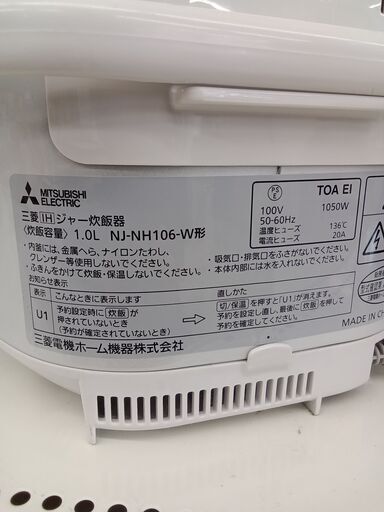 MITSUBISHI
ELECTRIC
三菱 IH ジャー炊飯器
〈炊飯容量〉 1.0L NJ-NH106-W形
・内釜には、金属へら、ナイロンたわし、
クレンザー等使用しないでください。
・ふきんをかけて炊飯・保温しないでください。
・吸気口・排気口をふさがないでください。
・本体内部には水を入れないでください。
PS
E
TOA EI
100V 1050W
50-60Hz
温度ヒューズ 136℃
電流ヒューズ 20A
お知らせ表示
表示 こんなときに表示します 直しかた
U1 予約設定時に 炊飯 が
押されていないとき
(予約が確定されていないとき)
切/保温 を押すと「U1」が消えます。
予約を設定し直し、最後に 炊飯 を押して
予約を確定してください。
三菱電機ホーム機器株式会社
MADE IN CH